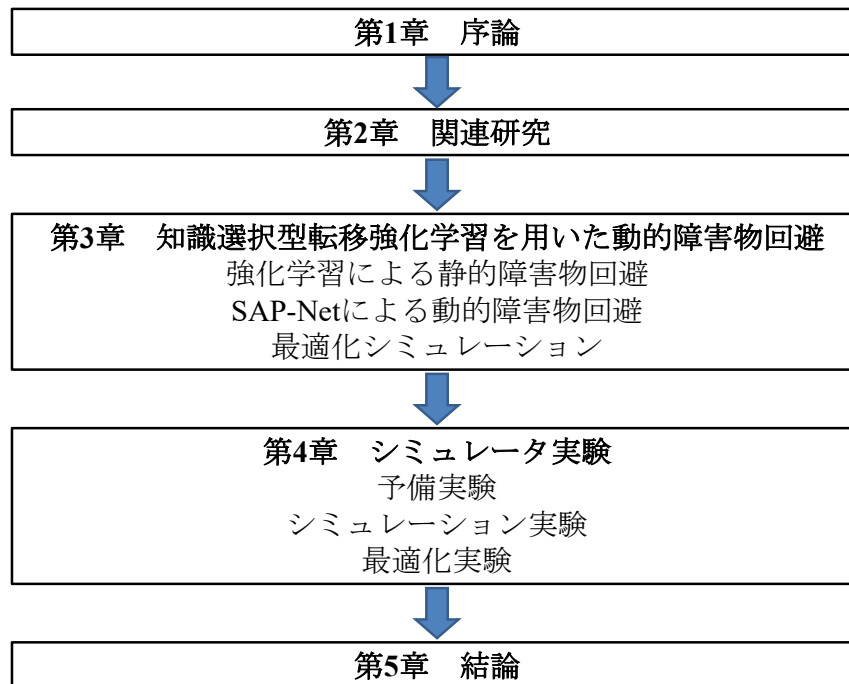 第1章　序論
第2章　関連研究
第3章　知識選択型転移強化学習を用いた動的障害物回避
強化学習による静的障害物回避
SAP-Netによる動的障害物回避
最適化シミュレーション
第4章　シミュレータ実験
予備実験
シミュレーション実験
最適化実験
第5章　結論